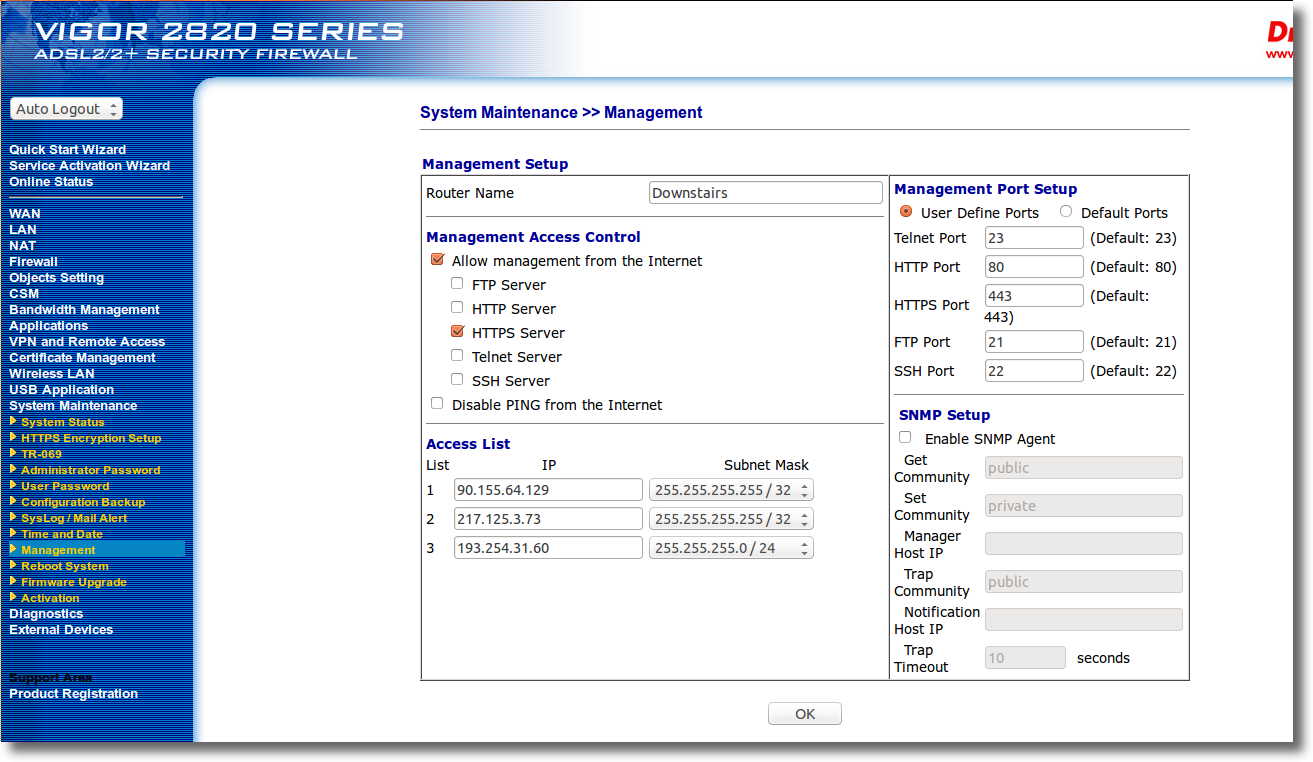 VIGOR 2820 SERIES
ADSL2/2+ SECURITY FIREWALL
www
Auto Logout
Quick Start Wizard
Service Activation Wizard
Online Status
WAN
LAN
NAT
Firewall
Objects Setting
CSM
Bandwidth Management
Applications
VPN and Remote Access
Certificate Management
Wireless LAN
USB Application
System Maintenance
System Status
HTTPS Encryption Setup
TR-069
Administrator Password
User Password
Configuration Backup
SysLog / Mail Alert
Time and Date
Management
Reboot System
Firmware Upgrade
Activation
Diagnostics
External Devices
Support Area
Product Registration
System Maintenance >> Management
Management Setup
Router Name Downstairs
Management Access Control
Allow management from the Internet
FTP Server
HTTP Server
HTTPS Server
Telnet Server
SSH Server
Disable PING from the Internet
Access List
List IP Subnet Mask
1 90.155.64.129 255.255.255.255 / 32
2 217.125.3.73 255.255.255.255 / 32
3 193.254.31.60 255.255.255.0 / 24
Management Port Setup
User Define Ports Default Ports
Telnet Port 23 (Default: 23)
HTTP Port 80 (Default: 80)
HTTPS Port 443 (Default:
443)
FTP Port 21 (Default: 21)
SSH Port 22 (Default: 22)
SNMP Setup
Enable SNMP Agent
Get
Community public
Set
Community private
Manager
Host IP
Trap
Community public
Notification
Host IP
Trap
Timeout 10 seconds
OK